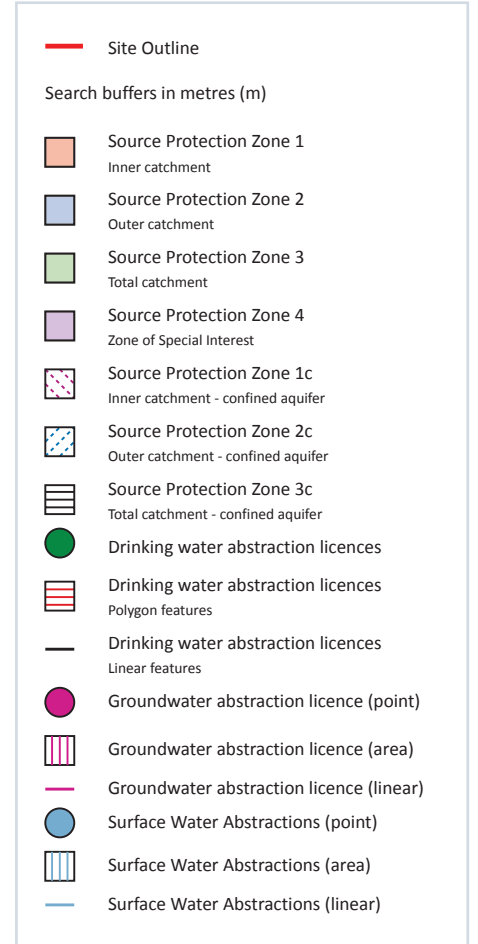 Site Outline
Search buffers in metres (m)
Source Protection Zone 1
Inner catchment
Source Protection Zone 2
Outer catchment
Source Protection Zone 3
Total catchment
Source Protection Zone 4
Zone of Special Interest
Source Protection Zone 1c
Inner catchment - confined aquifer
Source Protection Zone 2c
Outer catchment - confined aquifer
Source Protection Zone 3c
Total catchment - confined aquifer
Drinking water abstraction licences
Drinking water abstraction licences
Polygon features
Drinking water abstraction licences
Linear features
Groundwater abstraction licence (point)
Groundwater abstraction licence (area)
Groundwater abstraction licence (linear)
Surface Water Abstractions (point)
Surface Water Abstractions (area)
Surface Water Abstractions (linear)